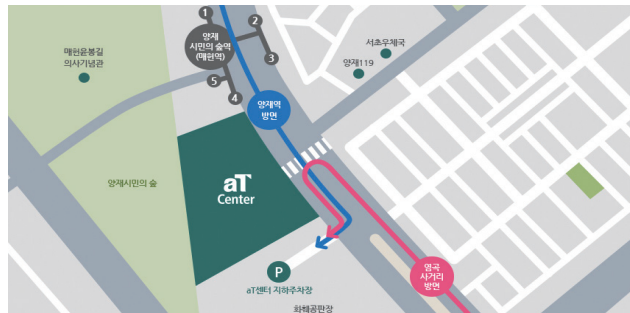 1
2
양재
시민의 숲역
(매헌역)
3
5
4
매헌윤봉길
의사기념관
서초우체국
양재119
양재역
방면
양재시민의 숲
aT
Center
P
aT센터 지하주차장
염곡
사거리
방면
화훼공판장